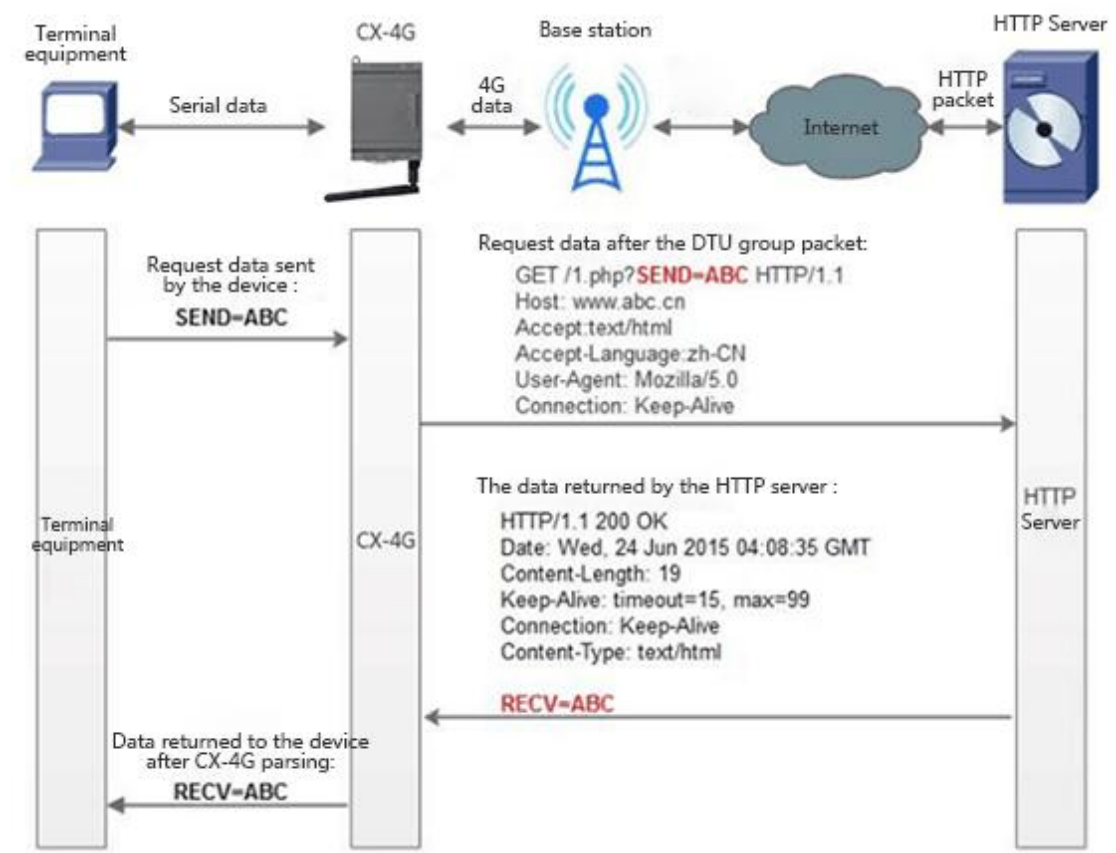 Terminal
equipment
CX-4G
Base station
HTTP Server
Serial data
4G
data
Internet
HTTP
packet
Request data sent
by the device :
SEND=ABC
Request data after the DTU group packet:
GET /1.php?SEND=ABC HTTP/1.1
Host: www.abc.cn
Accept:text/html
Accept-Language:zh-CN
User-Agent: Mozilla/5.0
Connection: Keep-Alive
The data returned by the HTTP server :
HTTP/1.1 200 OK
Date: Wed, 24 Jun 2015 04:08:35 GMT
Content-Length: 19
Keep-Alive: timeout=15, max=99
Connection: Keep-Alive
Content-Type: text/html
RECV=ABC
Terminal
equipment
CX-4G
HTTP
Server
Data returned to the device
after CX-4G parsing:
RECV=ABC